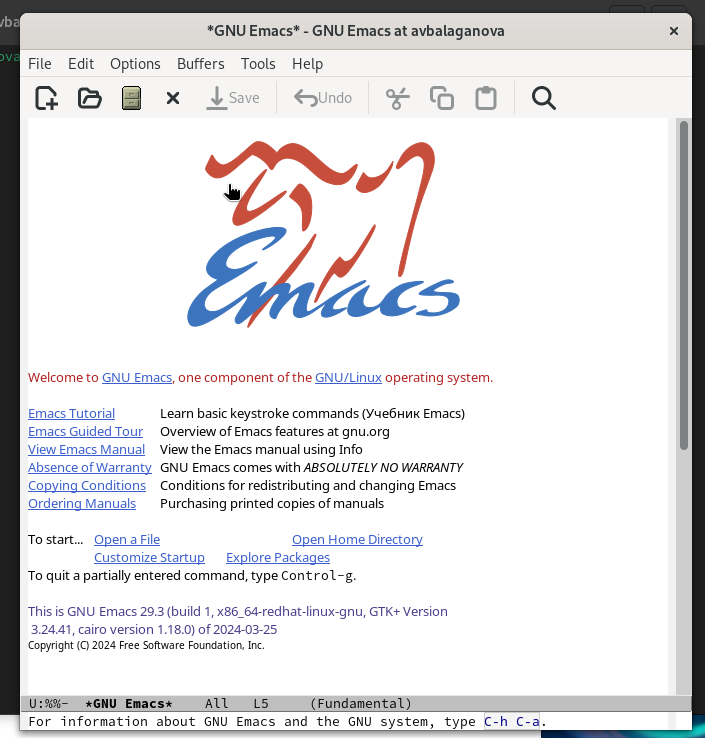 *GNU Emacs* - GNU Emacs at avbalaganova
File Edit Options Buffers Tools Help
Save Undo
Emacs
Welcome to GNU Emacs, one component of the GNU/Linux operating system.
Emacs Tutorial Learn basic keystroke commands (Учебник Emacs)
Emacs Guided Tour Overview of Emacs features at gnu.org
View Emacs Manual View the Emacs manual using Info
Absence of Warranty GNU Emacs comes with ABSOLUTELY NO WARRANTY
Copying Conditions Conditions for redistributing and changing Emacs
Ordering Manuals Purchasing printed copies of manuals
To start... Open a File Open Home Directory
Customize Startup Explore Packages
To quit a partially entered command, type Control-g.
This is GNU Emacs 29.3 (build 1, x86_64-redhat-linux-gnu, GTK+ Version
3.24.41, cairo version 1.18.0) of 2024-03-25
Copyright (C) 2024 Free Software Foundation, Inc.
U:%%- *GNU Emacs* All L5 (Fundamental)
For information about GNU Emacs and the GNU system, type C-h C-a.